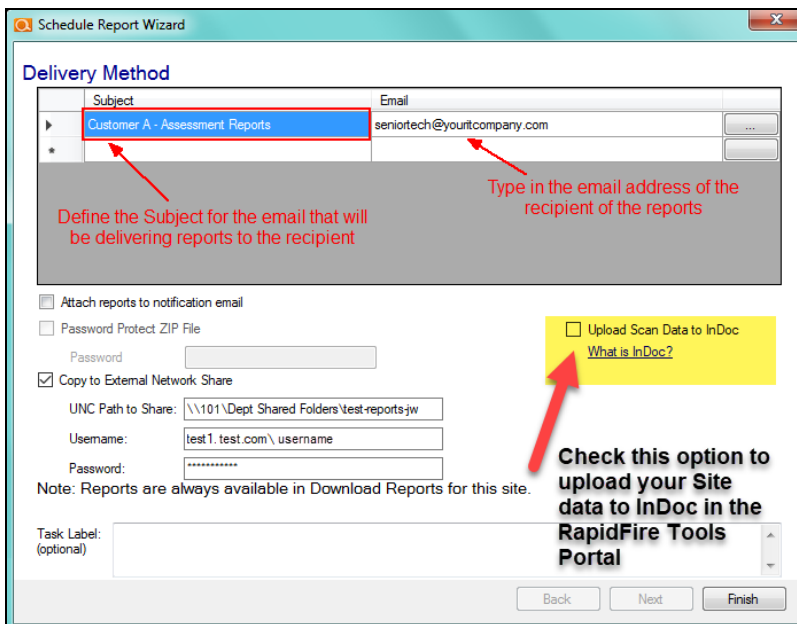 Schedule Report Wizard
x
Delivery Method
Subject Email
Customer A - Assessment Reports seniortech@youritcompany.com ...
*
Define the Subject for the email that will
be delivering reports to the recipient
Type in the email address of the
recipient of the reports
Attach reports to notification email
Password Protect ZIP File
Password
Upload Scan Data to InDoc
What is InDoc?
Copy to External Network Share
UNC Path to Share: \\101\Dept Shared Folders\test-reports-jw
Username: test1. test.com\ username
Password: ***********
Note: Reports are always available in Download Reports for this site.
Check this option to
upload your Site
data to InDoc in the
RapidFire Tools
Portal
Task Label:
(optional)
Back Next Finish